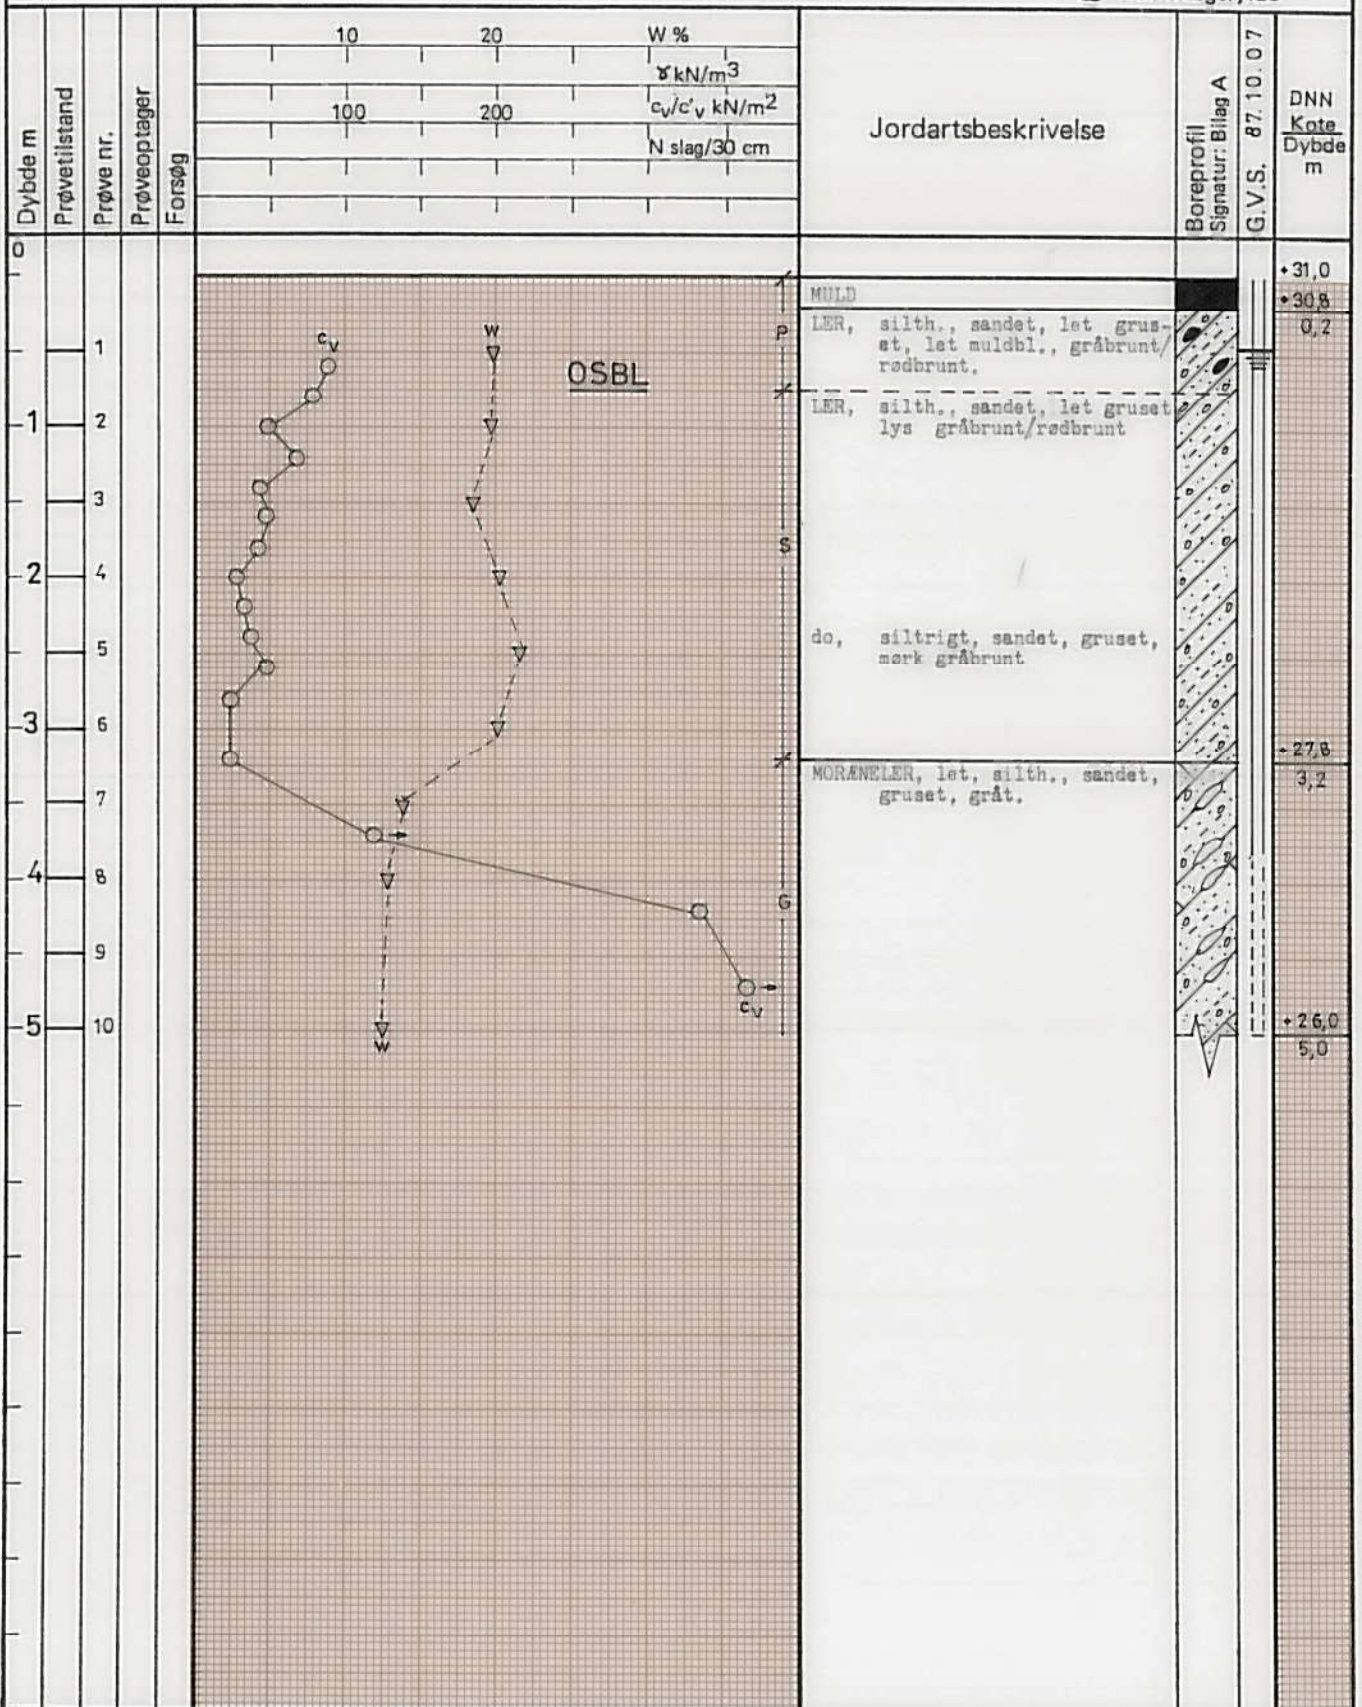 Dybde m
Prøvetilstand
Prøve nr.
Prøveoptager
Forsøg
10 20 W %
γ kN/m3
100 200 cv/c'v kN/m2
N slag/30 cm
Jordartsbeskrivelse
Boreprofil
Signatur: Bilag A
G.V.S. 87.10.07
DNN
Kote
Dybde
m
0
+31,0
MULD
+30,8
0,2
P
LER, silth., sandet, let grus-
et, let muldbl., gråbrunt/
rødbrunt.
cv
W
1
OSBL
1
2
LER, silth., sandet, let gruset
lys gråbrunt/rødbrunt
3
S
2
4
do, siltrigt, sandet, gruset,
mørk gråbrunt
5
3
6
+27,8
3,2
MORÆNELER, let, silth., sandet,
gruset, gråt.
7
4
8
G
9
cv
5
10
W
+26,0
5,0